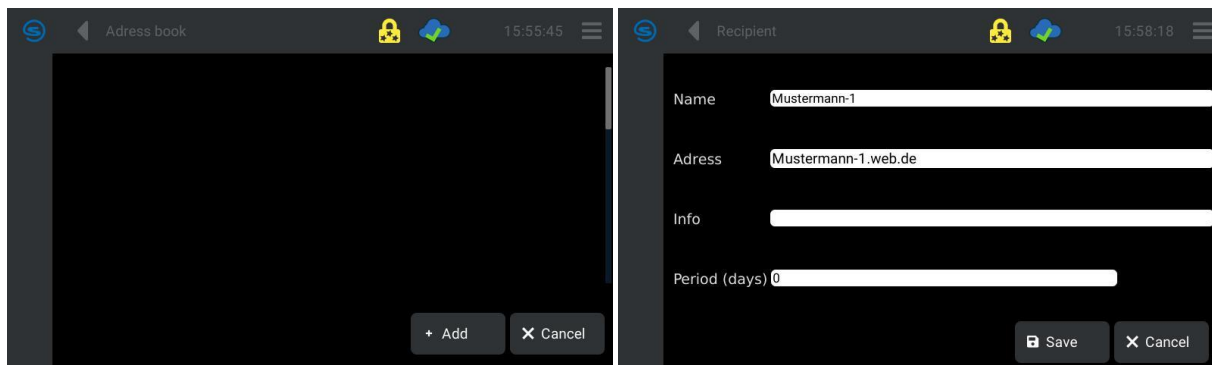 Adress book 15:55:45
+ Add Cancel
Recipient 15:58:18
Name Mustermann-1
Adress Mustermann-1.web.de
Info
Period (days) 0
Save Cancel